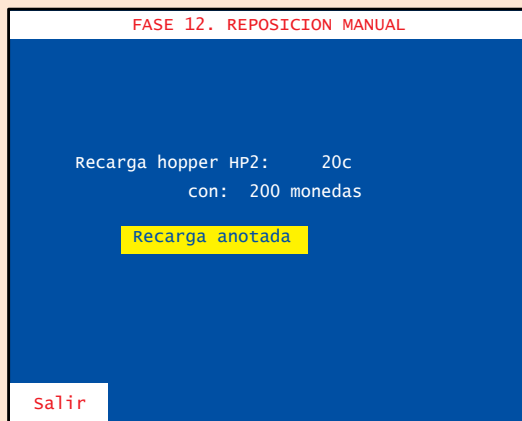 FASE 12. REPOSICION MANUAL
Recarga hopper HP2: 20c
con: 200 monedas
Recarga anotada
Salir